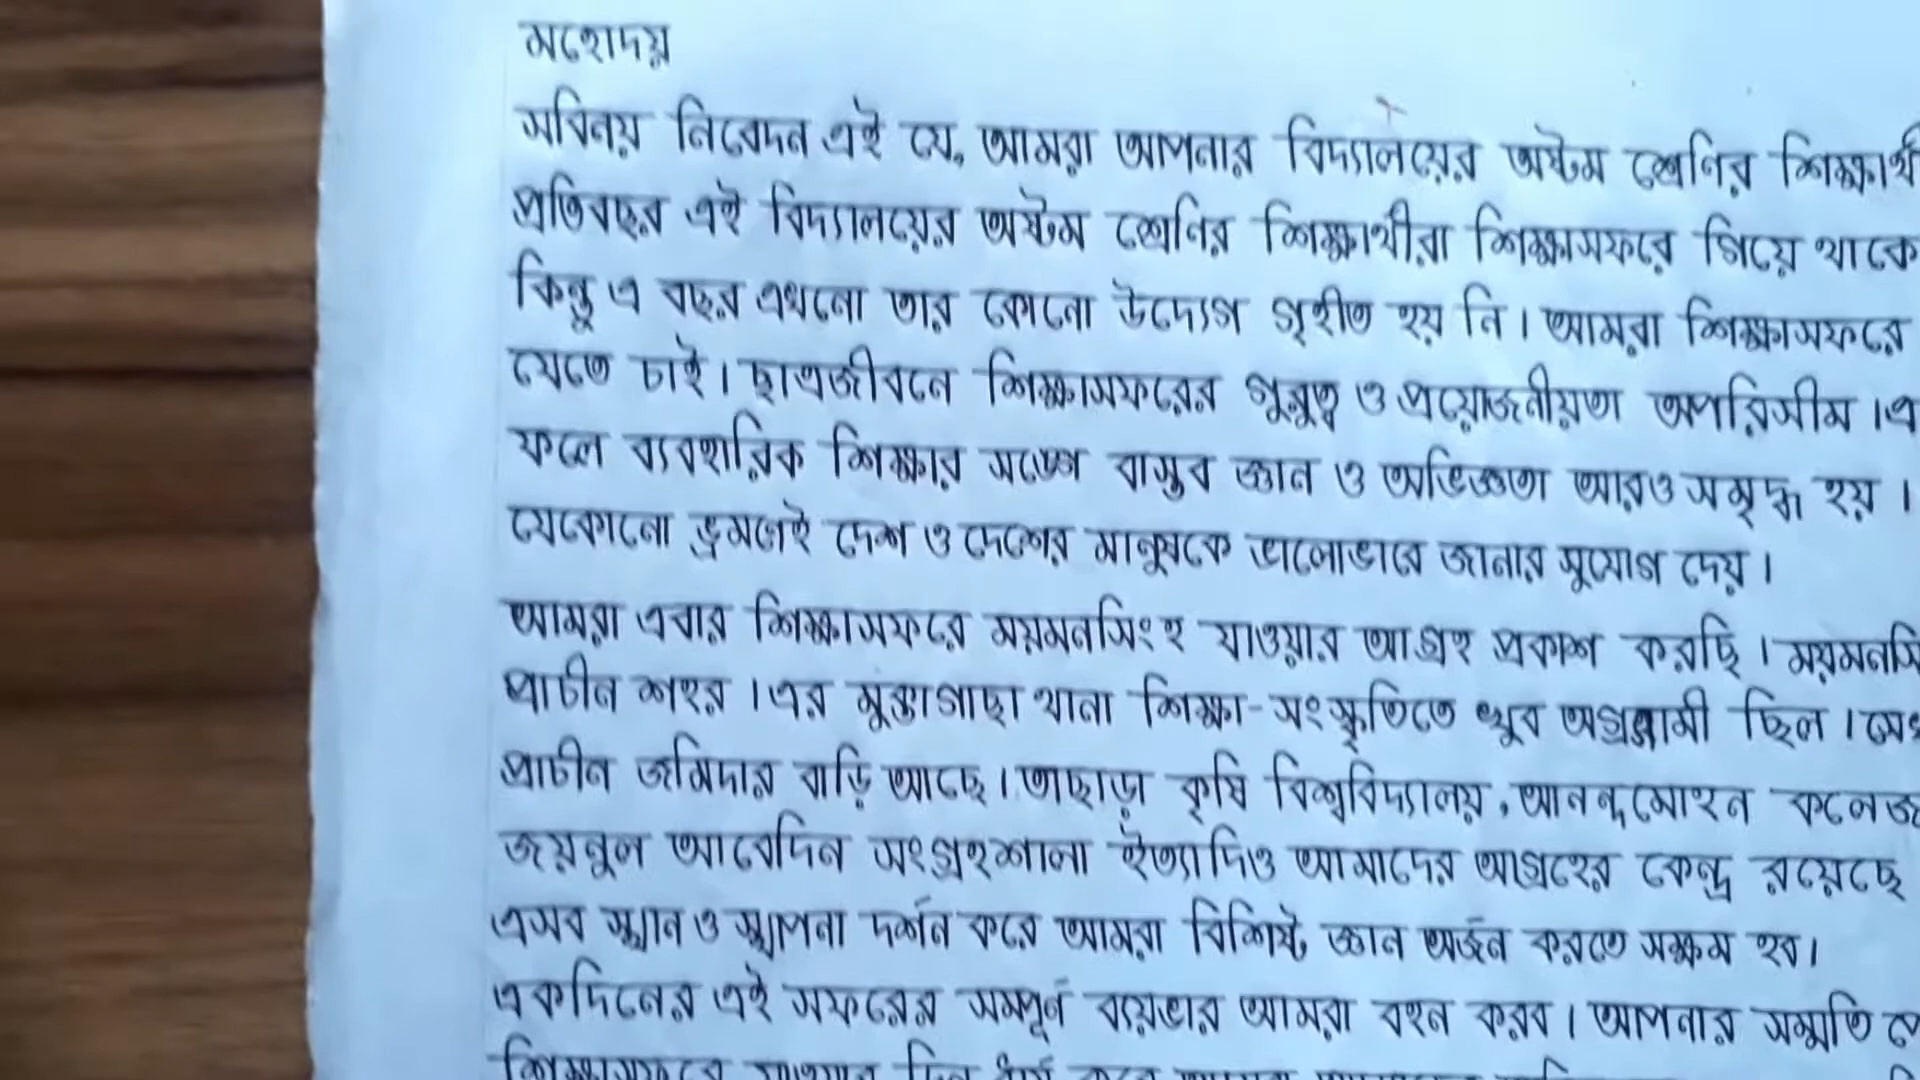 মহোদয়
সবিনয় নিবেদন এই যে, আমরা আপনার বিদ্যালয়ের অষ্টম শ্রেণির শিক্ষার্থী
প্রতিবছর এই বিদ্যালয়ের অষ্টম শ্রেণির শিক্ষার্থীরা শিক্ষাসফরে গিয়ে থাকে
কিন্তু এ বছর এখনো তার কোনো উদ্যোগ গৃহীত হয় নি। আমরা শিক্ষাসফরে
যেতে চাই। ছাত্রজীবনে শিক্ষাসফরের গুরুত্ব ও প্রয়োজনীয়তা অপরিসীম। এ
ফলে ব্যবহারিক শিক্ষার সঙ্গে বাস্তব জ্ঞান ও অভিজ্ঞতা আরও সমৃদ্ধ হয়।
যেকোনো ভ্রমণেই দেশ ও দেশের মানুষকে ভালোভাবে জানার সুযোগ দেয়।
আমরা এবার শিক্ষাসফরে ময়মনসিংহ যাওয়ার আগ্রহ প্রকাশ করছি। ময়মনসি
প্রাচীন শহর। এর মুক্তাগাছা থানা শিক্ষা-সংস্কৃতিতে খুব অগ্রগামী ছিল।
প্রাচীন জমিদার বাড়ি আছে। তাছাড়া কৃষি বিশ্ববিদ্যালয়, আনন্দমোহন কলেজ
জয়নুল আবেদিন সংগ্রহশালা ইত্যাদিও আমাদের আগ্রহের কেন্দ্র রয়েছে
এসব স্থান ও স্থাপনা দর্শন করে আমরা বিশিষ্ট জ্ঞান অর্জন করতে সক্ষম হব।
একদিনের এই সফরের সম্পূর্ণ ব্যয়ভার আমরা বহন করব। আপনার সম্মতি পে
শিক্ষাসফরে যাওয়ার দিন ধার্য করে